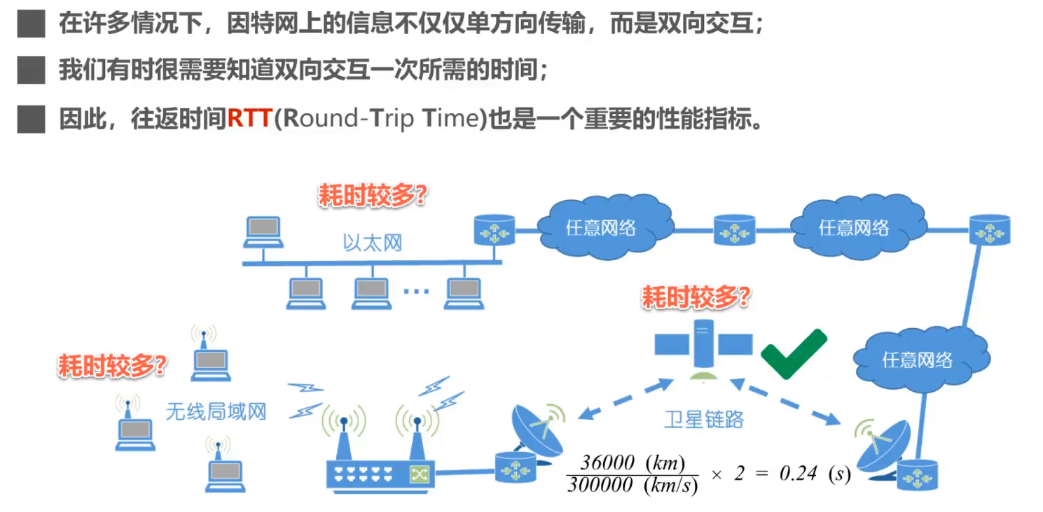 在许多情况下，因特网上的信息不仅仅单方向传输，而是双向交互；
我们有时很需要知道双向交互一次所需的时间；
因此，往返时间RTT(Round-Trip Time)也是一个重要的性能指标。
耗时较多？
以太网
任意网络
任意网络
耗时较多？
任意网络
耗时较多？
无线局域网
卫星链路
36000 (km)
300000 (km/s)
× 2 = 0.24 (s)